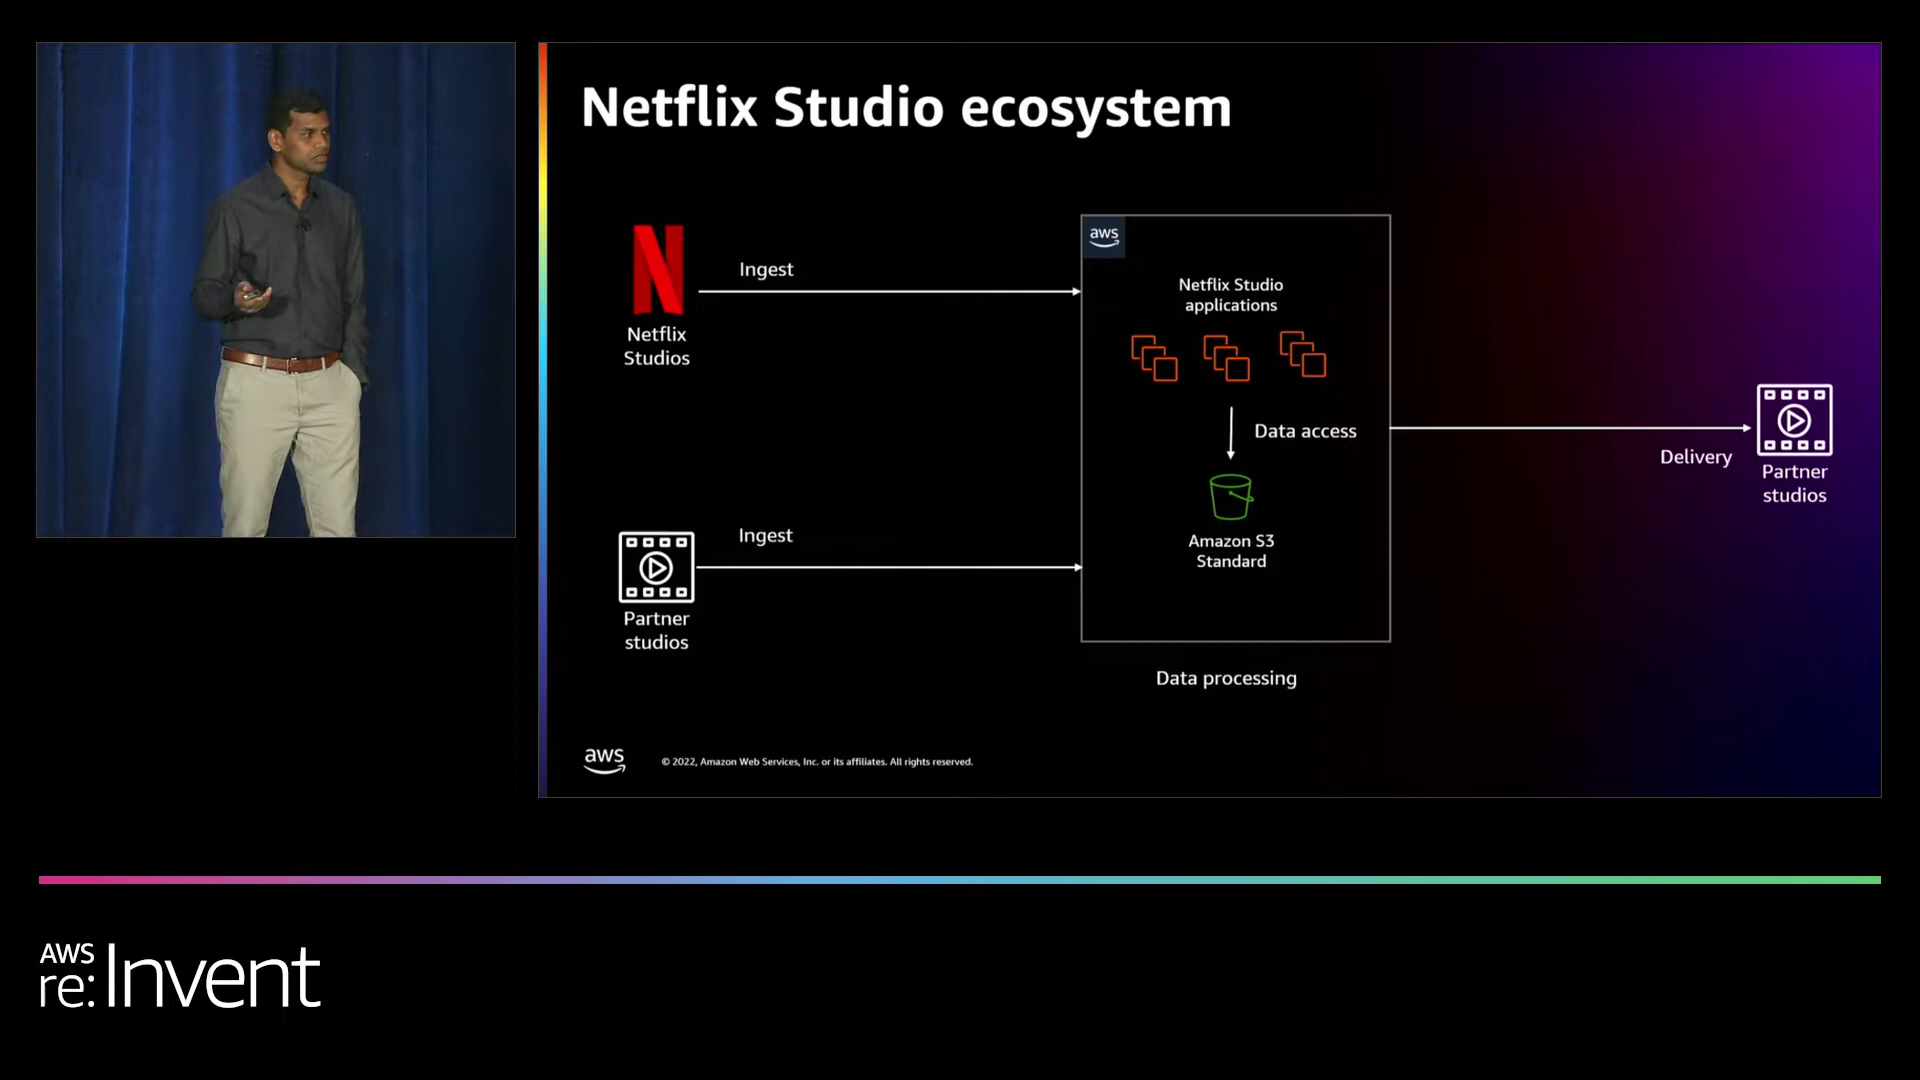 Netflix Studio ecosystem
aws
Ingest
Netflix
Studios
Netflix Studio
applications
Data access
Amazon S3
Standard
Delivery
Partner
studios
Ingest
Partner
studios
Data processing
aws
© 2022, Amazon Web Services, Inc. or its affiliates. All rights reserved.
AWS
re:Invent